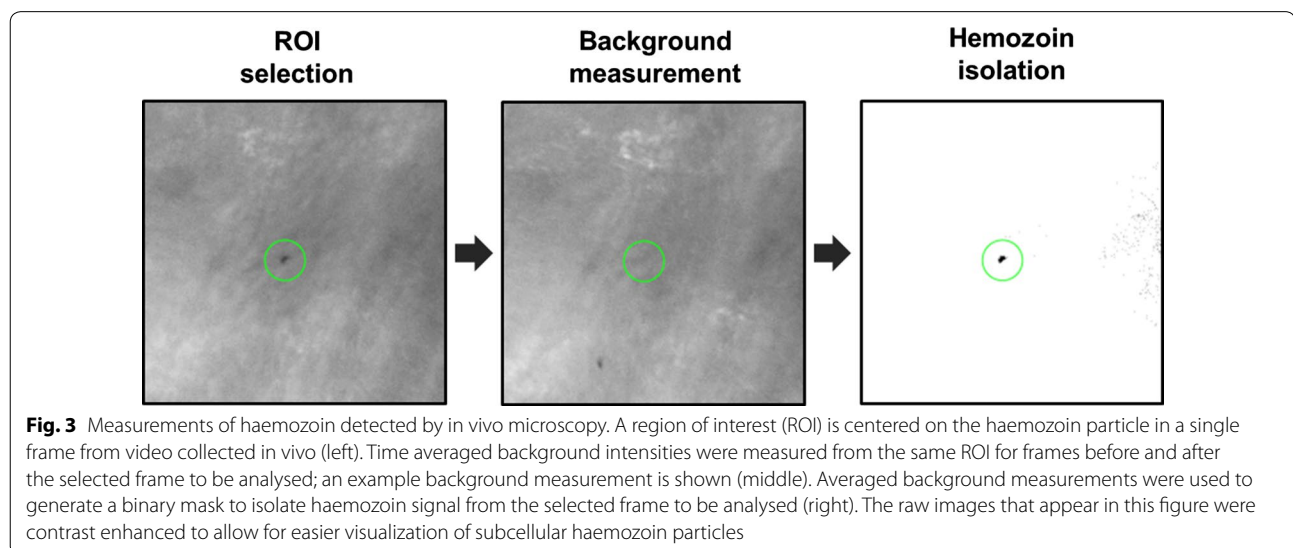 ROI
selection
Background
measurement
Hemozoin
isolation
Fig. 3 Measurements of haemozoin detected by in vivo microscopy. A region of interest (ROI) is centered on the haemozoin particle in a single
frame from video collected in vivo (left). Time averaged background intensities were measured from the same ROI for frames before and after
the selected frame to be analysed; an example background measurement is shown (middle). Averaged background measurements were used to
generate a binary mask to isolate haemozoin signal from the selected frame to be analysed (right). The raw images that appear in this figure were
contrast enhanced to allow for easier visualization of subcellular haemozoin particles